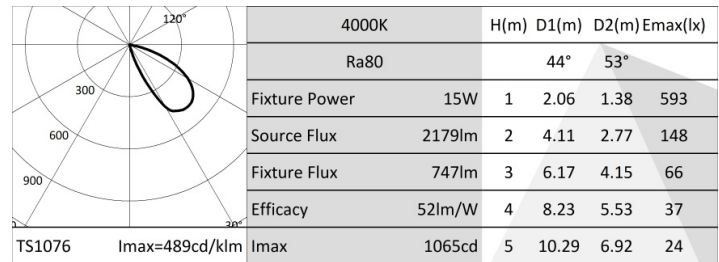 120°
300
600
900
30°
TS1076 Imax=489cd/klm
4000K H(m) D1(m) D2(m) Emax(lx)
Ra80 44° 53°
Fixture Power 15W 1 2.06 1.38 593
Source Flux 2179lm 2 4.11 2.77 148
Fixture Flux 747lm 3 6.17 4.15 66
Efficacy 52lm/W 4 8.23 5.53 37
Imax 1065cd 5 10.29 6.92 24